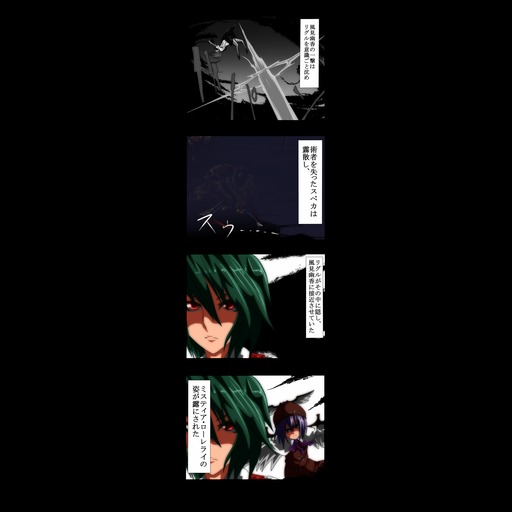 風見幽香の一撃は
リグルを意識ごと沈め
術者を失ったスペカは
霧散し、
スゥ‥‥‥
リグルがその中に隠し、
風見幽香に接近させていた
ミスティア・ローレライの
姿が露にされた